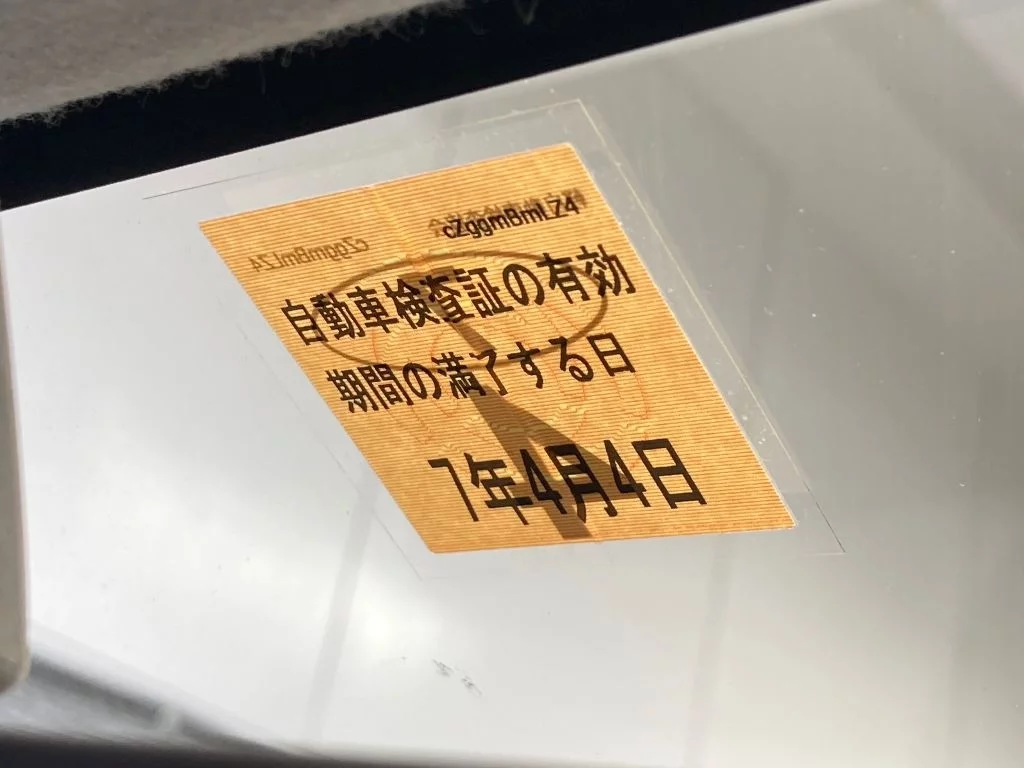 cZggmBmLZ4
自動車検査証の有効
期間の満了する日
7年4月4日